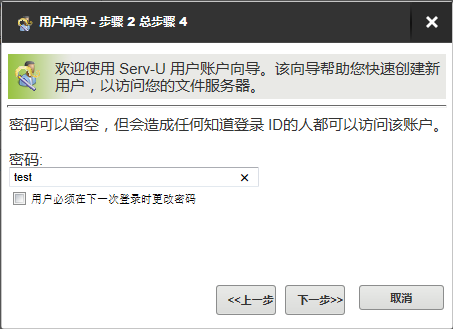 用户向导 - 步骤 2 总步骤 4
欢迎使用 Serv-U 用户账户向导。该向导帮助您快速创建新
用户，以访问您的文件服务器。
密码可以留空，但会造成任何知道登录 ID的人都可以访问该账户。
密码:
test
用户必须在下一次登录时更改密码
<<上一步 下一步>> 取消